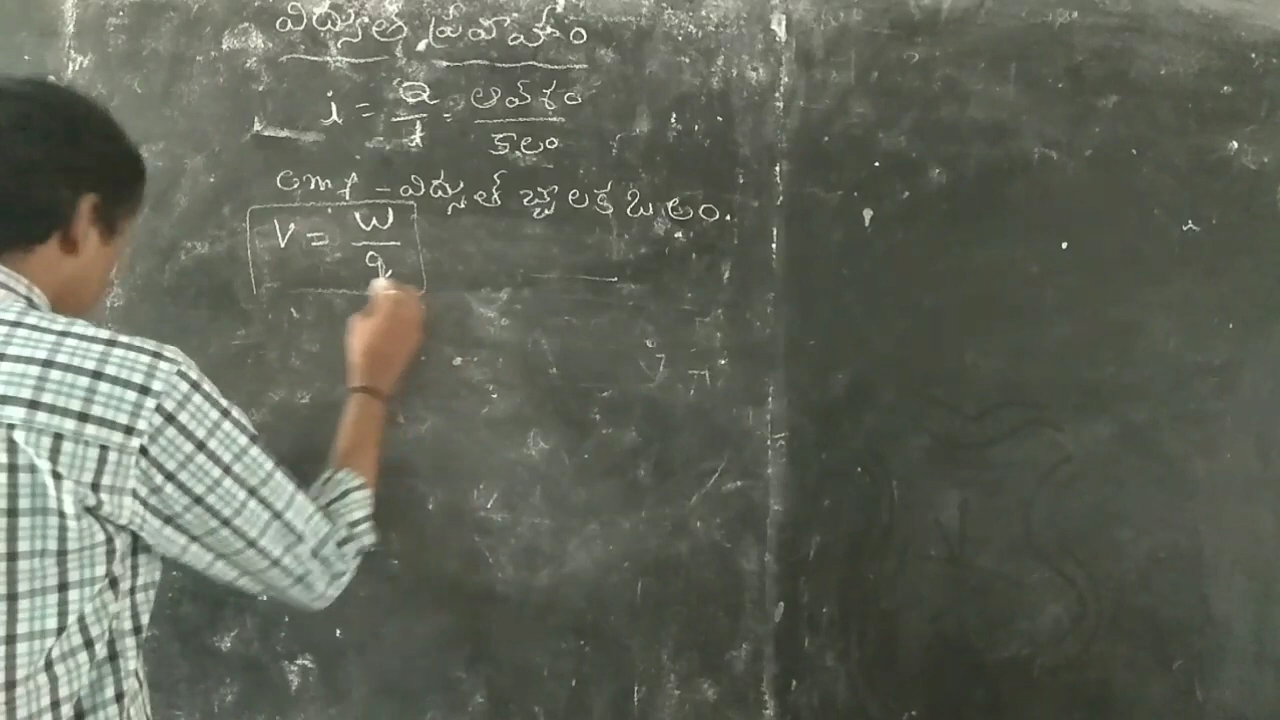 విద్యుత్ ప్రవాహం
i = Q/t = ఆవేశం/కాలం
emf - విద్యుత్ చ్చాలక బలం.
V = W/q